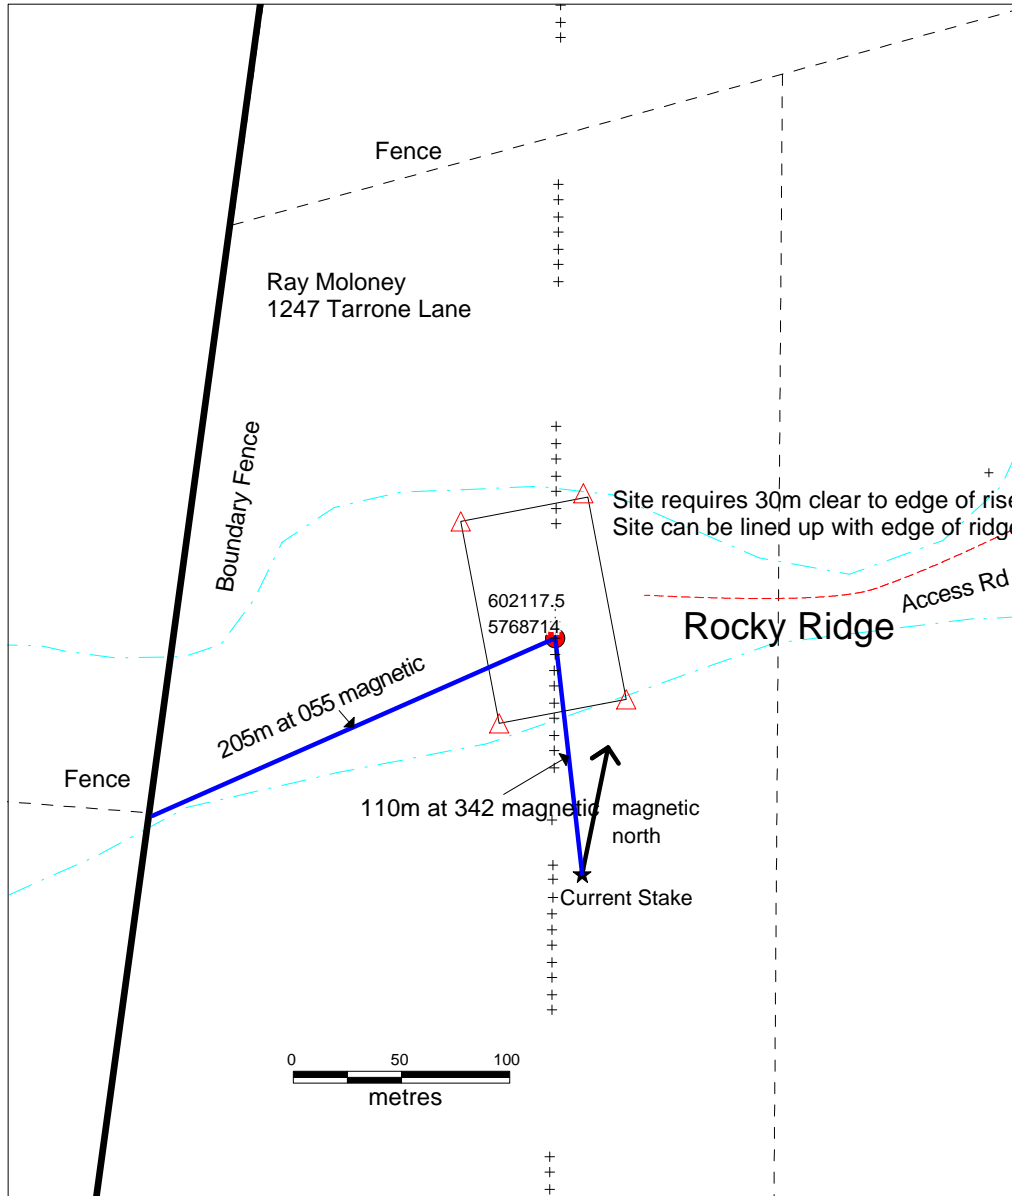 Fence
Ray Moloney
1247 Tarrone Lane
Boundary Fence
Site requires 30m clear to edge of rise
Site can be lined up with edge of ridge
Access Rd
602117.5
5768714
Rocky Ridge
205m at 055 magnetic
Fence
110m at 342 magnetic
magnetic
north
Current Stake
0 50 100
metres